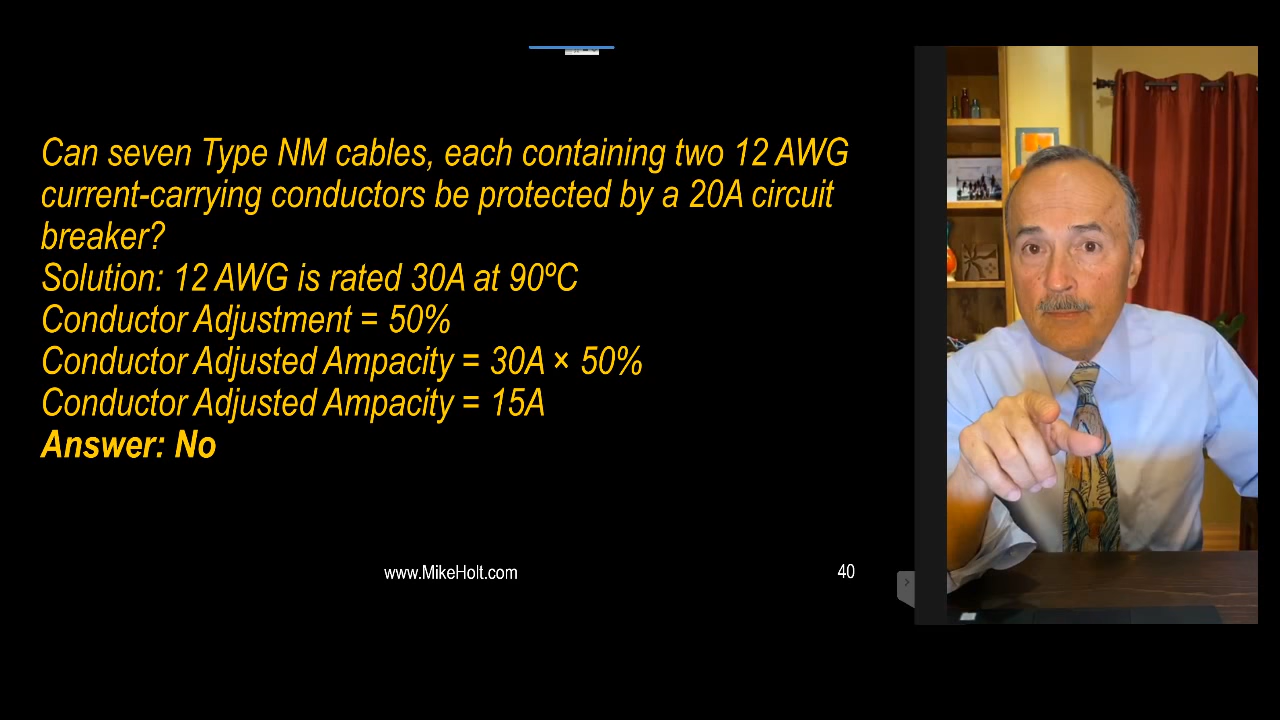 Can seven Type NM cables, each containing two 12 AWG
current-carrying conductors be protected by a 20A circuit
breaker?
Solution: 12 AWG is rated 30A at 90ºC
Conductor Adjustment = 50%
Conductor Adjusted Ampacity = 30A × 50%
Conductor Adjusted Ampacity = 15A
Answer: No
www.MikeHolt.com
40